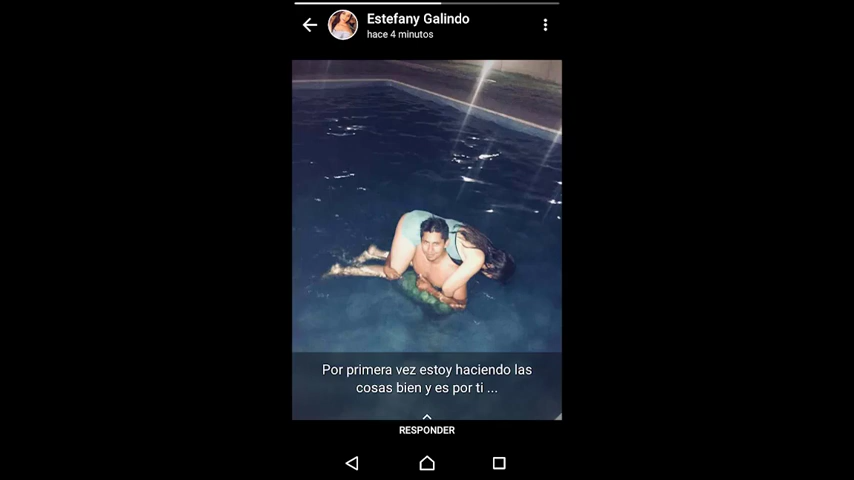 Estefany Galindo
hace 4 minutos
Por primera vez estoy haciendo las
cosas bien y es por ti ...
RESPONDER